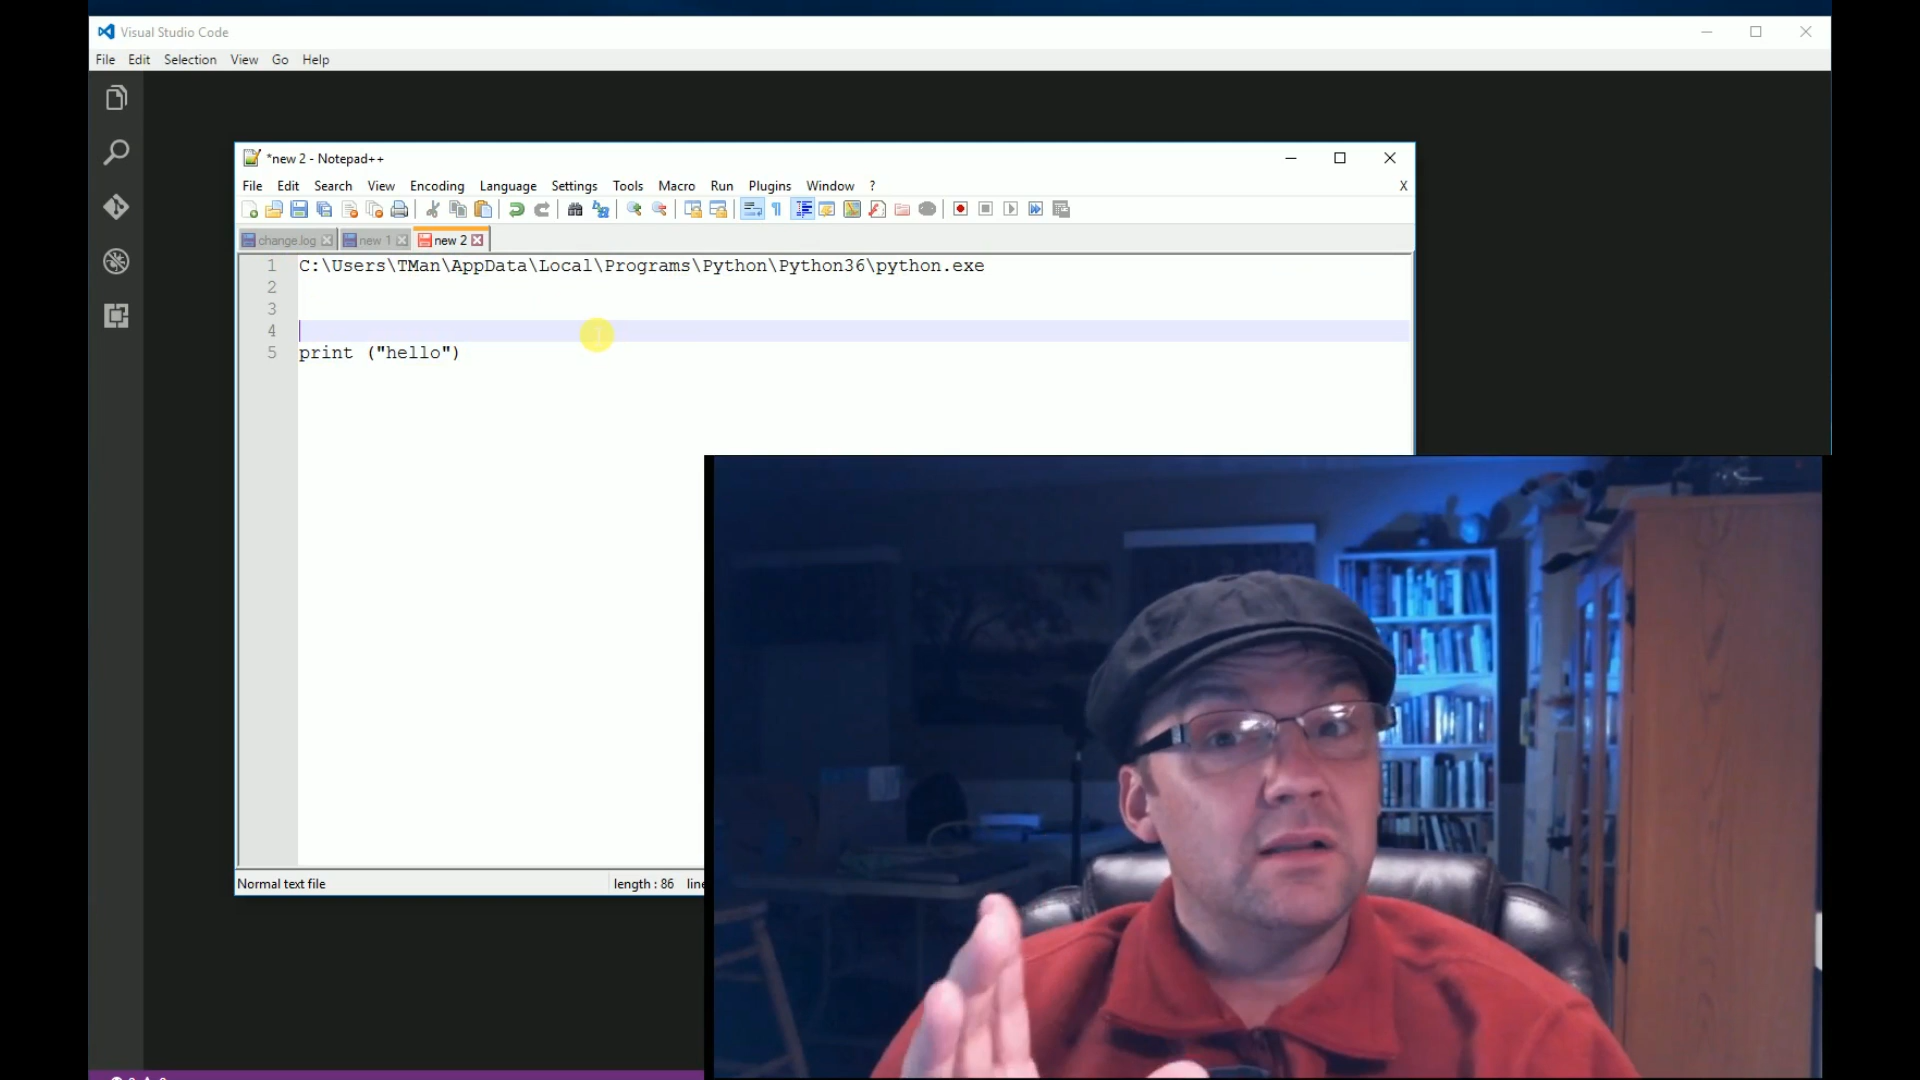 Visual Studio Code
File Edit Selection View Go Help
*new 2 - Notepad++
File Edit Search View Encoding Language Settings Tools Macro Run Plugins Window ?
X
change.log new 1 new 2
1 C:\Users\TMan\AppData\Local\Programs\Python\Python36\python.exe
2
3
4
5 print ("hello")
Normal text file length : 86 line